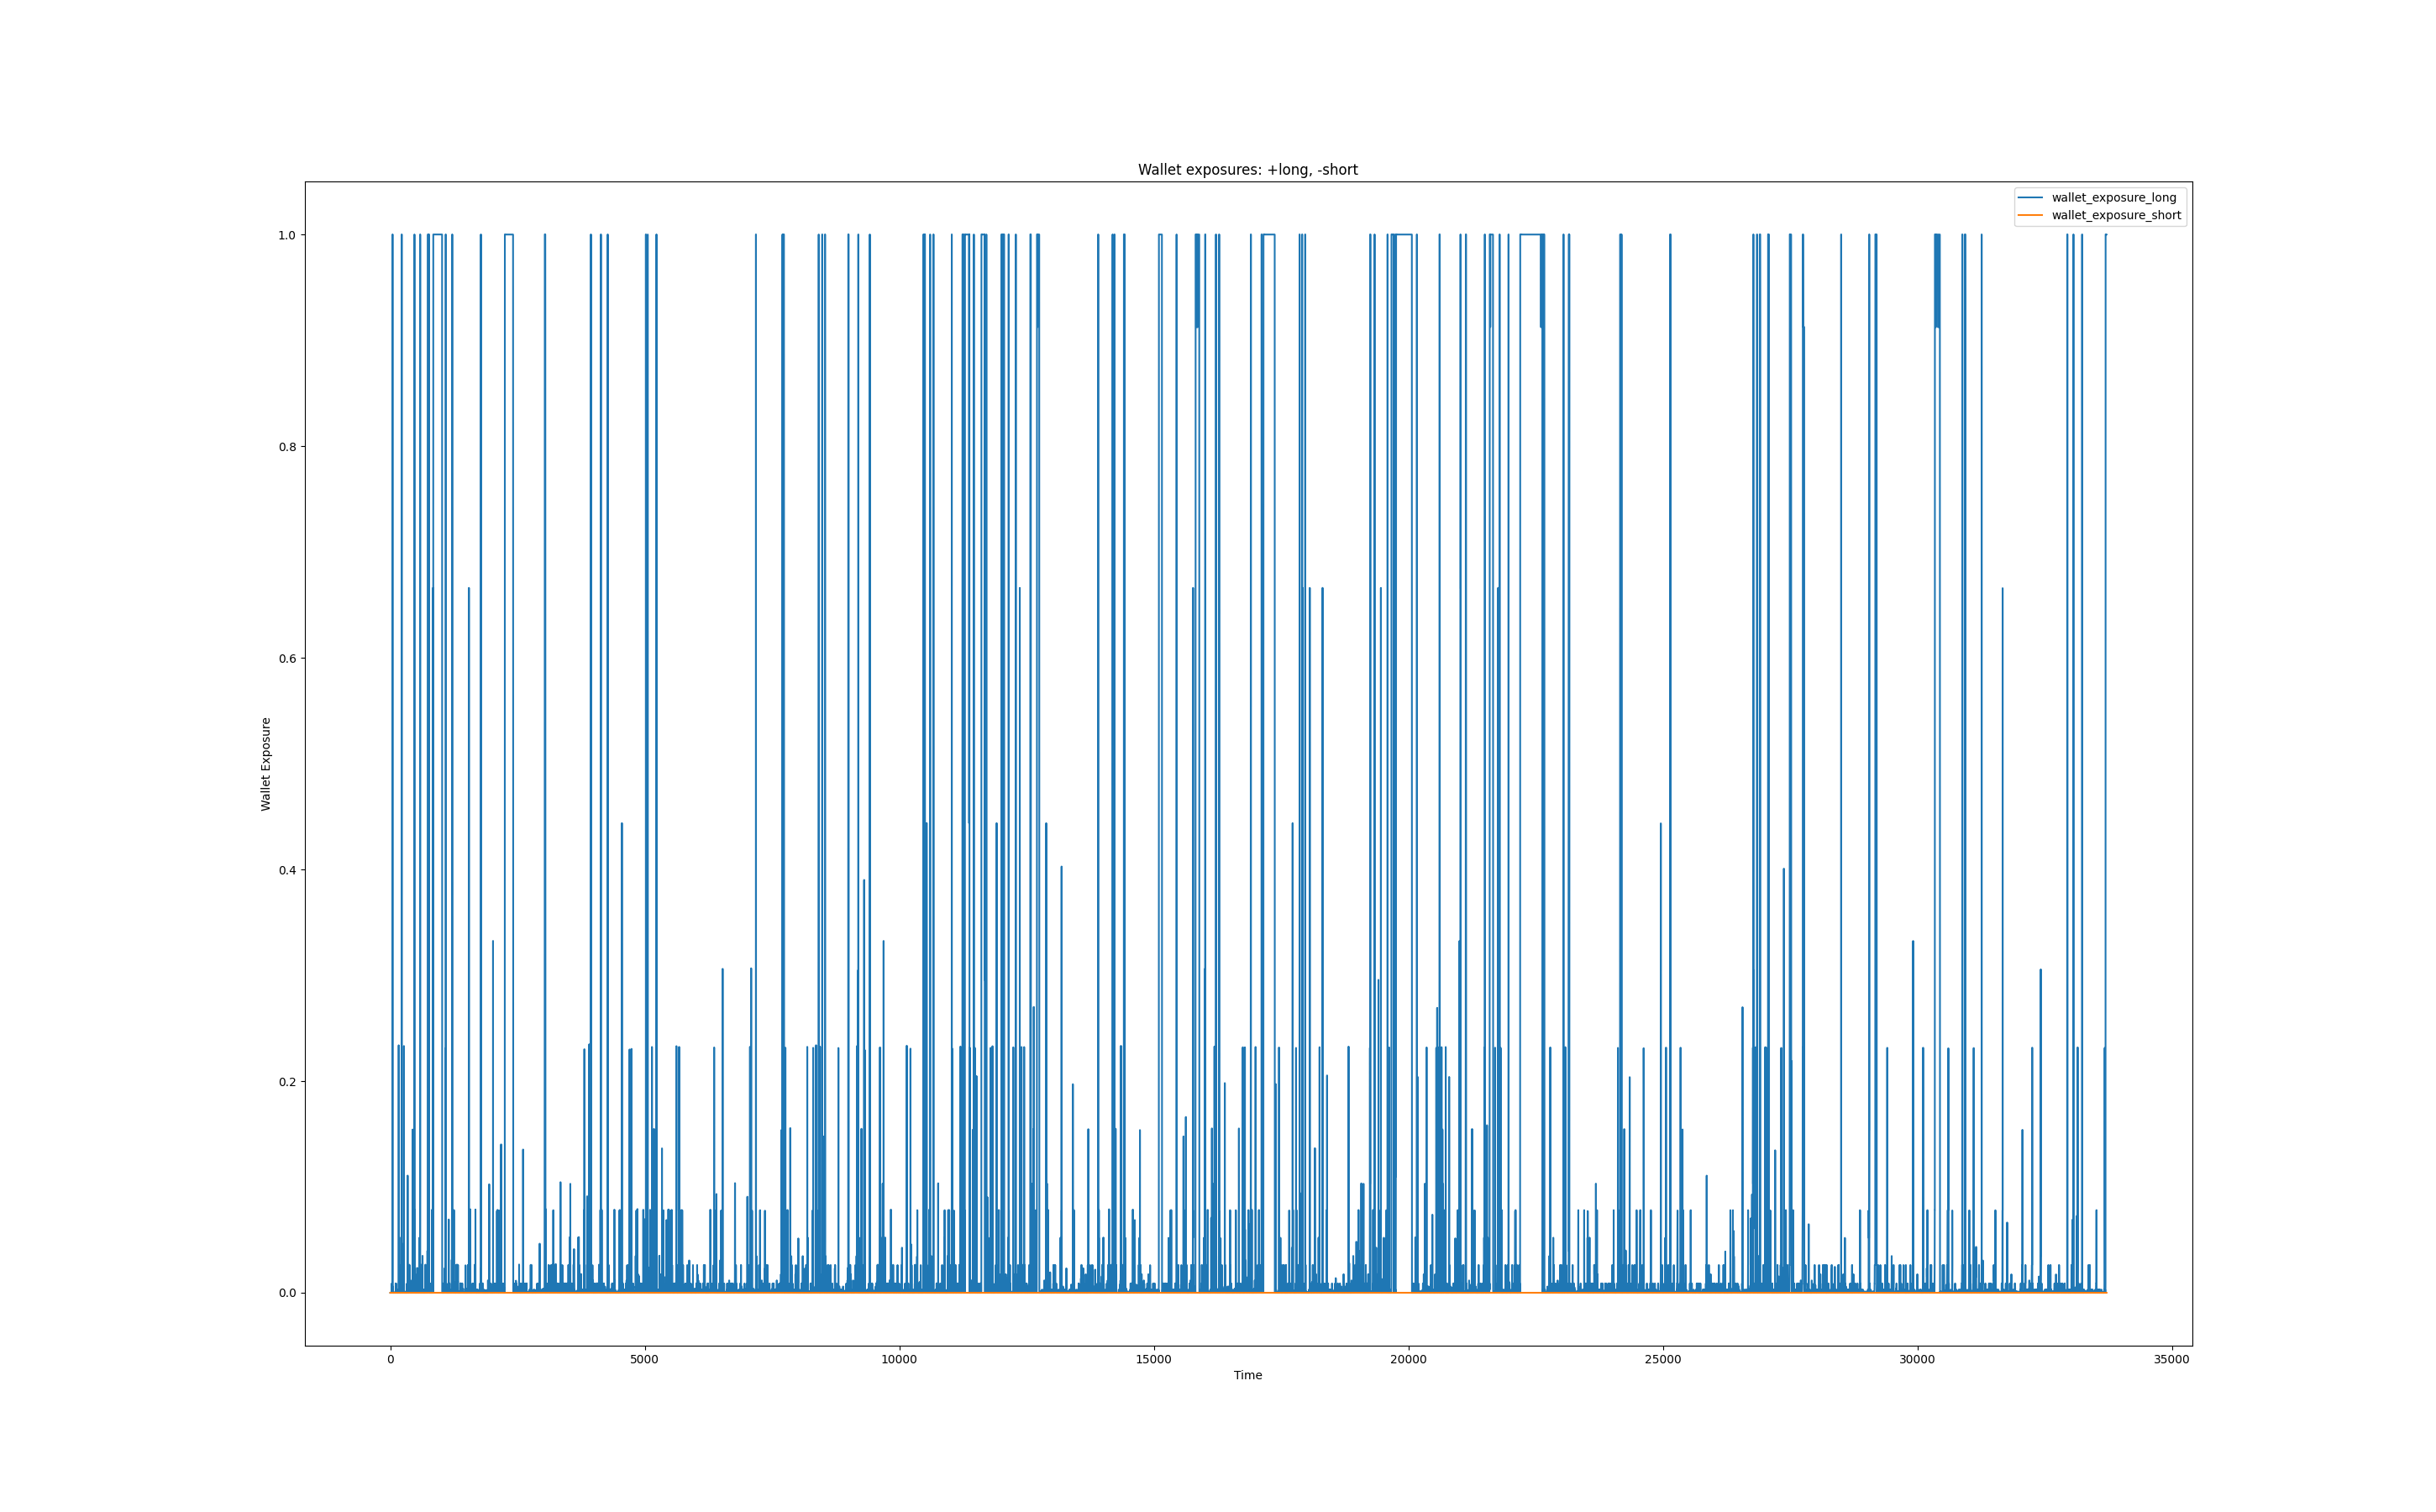 Wallet exposures: +long, -short
wallet_exposure_long
wallet_exposure_short
1.0
0.8
0.6
0.4
0.2
0.0
Wallet Exposure
0 5000 10000 15000 20000 25000 30000 35000
Time